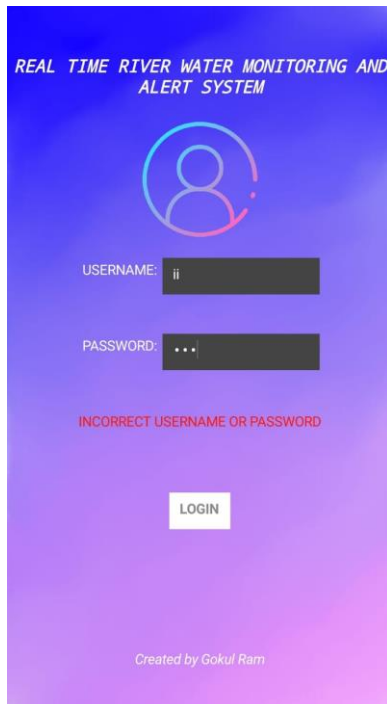 REAL TIME RIVER WATER MONITORING AND
ALERT SYSTEM
USERNAME: ii
PASSWORD: •••
INCORRECT USERNAME OR PASSWORD
LOGIN
Created by Gokul Ram